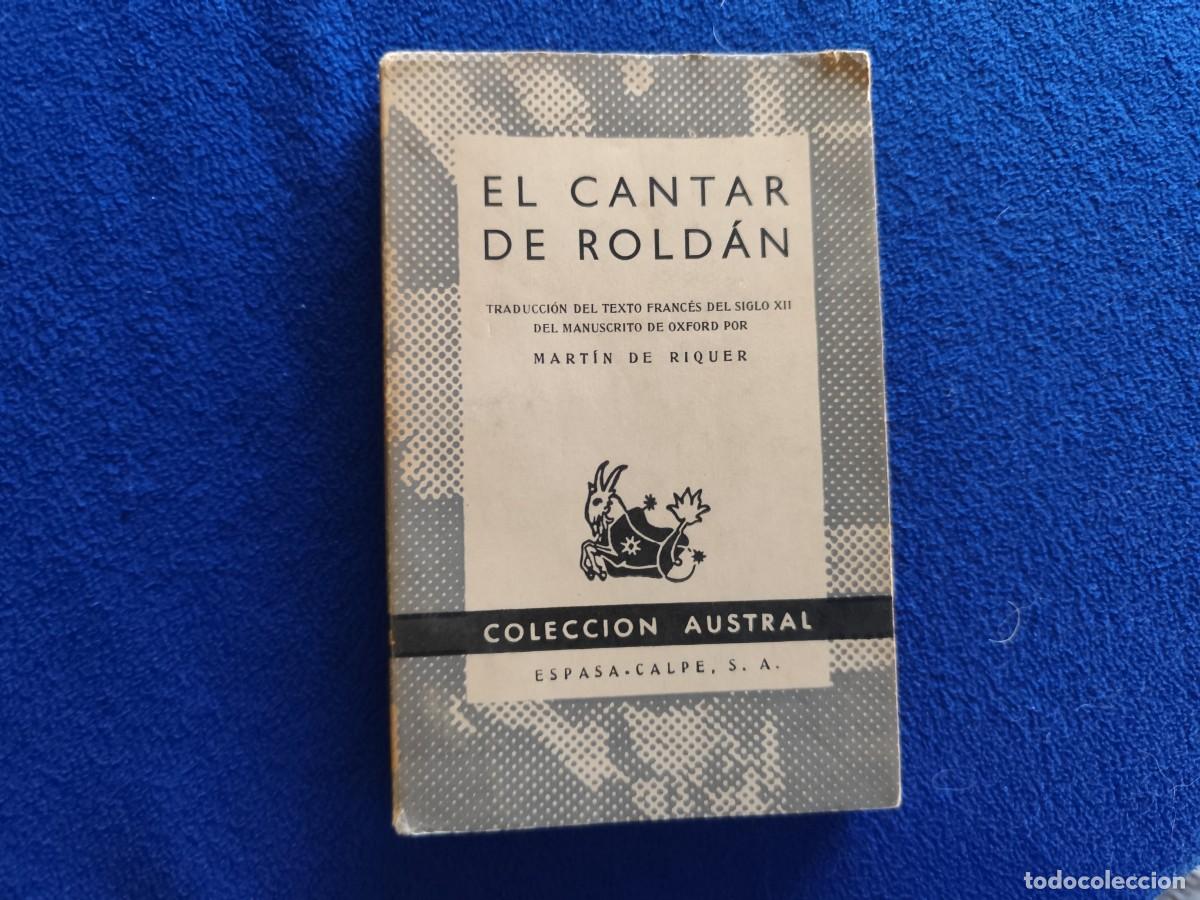 EL CANTAR
DE ROLDÁN
TRADUCCIÓN DEL TEXTO FRANCÉS DEL SIGLO XII
DEL MANUSCRITO DE OXFORD POR
MARTÍN DE RIQUER
COLECCION AUSTRAL
ESPASA-CALPE, S. A.
todocoleccion